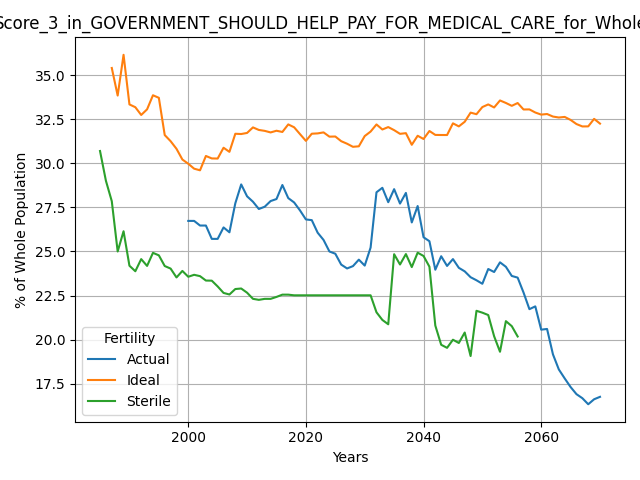 Score_3_in_GOVERNMENT_SHOULD_HELP_PAY_FOR_MEDICAL_CARE_for_Whole
% of Whole Population
35.0
32.5
30.0
27.5
25.0
22.5
20.0
17.5
Fertility
Actual
Ideal
Sterile
2000
2020
2040
2060
Years